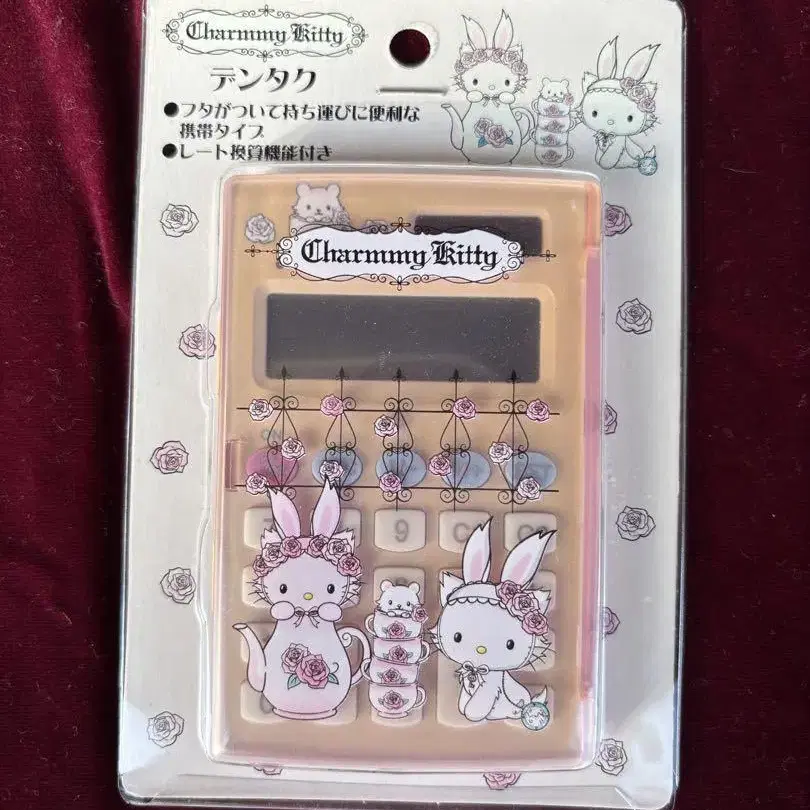 Charmmy Kitty
デンタク
●フタがついて持ち運びに便利な
携帯タイプ
●レート換算機能付き
Charmmy Kitty
9